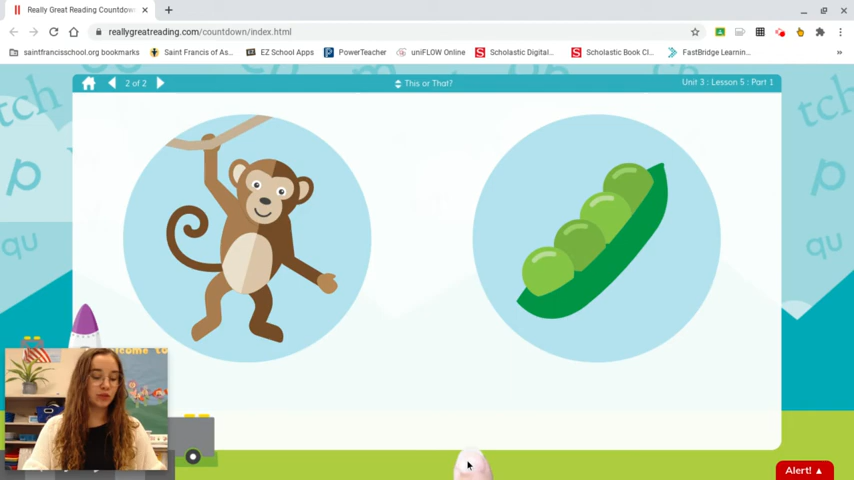 Really Great Reading Countdown
reallygreatreading.com/countdown/index.html
saintfrancisschool.org bookmarks
Saint Francis of As...
EZ School Apps
PowerTeacher
uniFLOW Online
Scholastic Digital...
Scholastic Book Cl...
FastBridge Learnin...
2 of 2
This or That?
Unit 3 : Lesson 5 : Part 1
tch
tch
p
p
qu
qu
Alert!